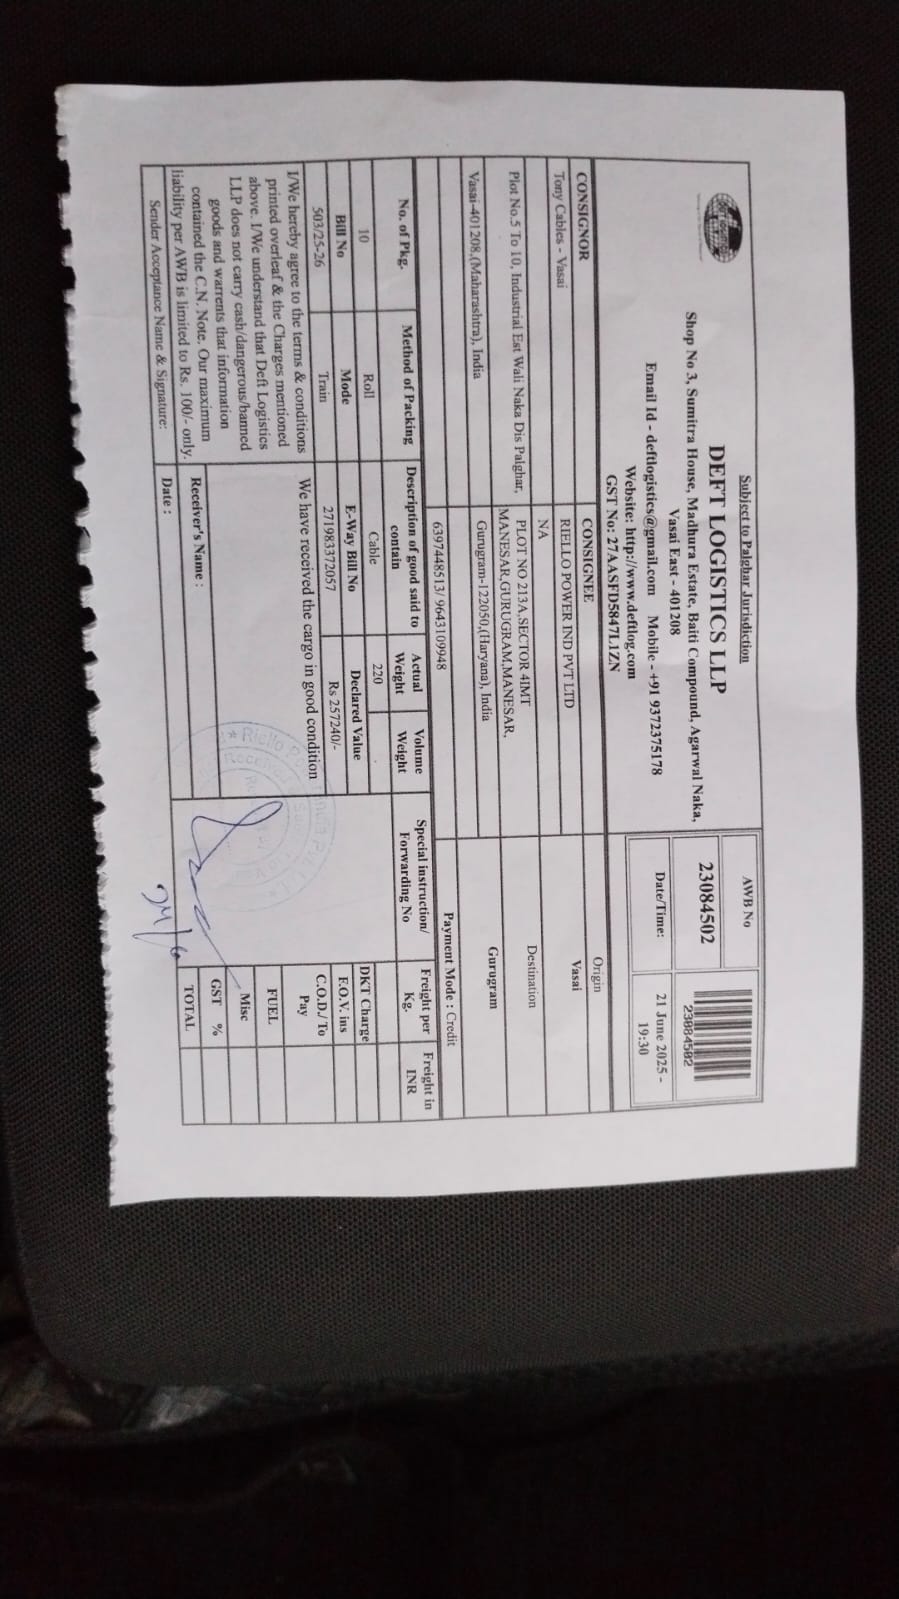 Subject to Palghar Jurisdiction
DEFT LOGISTICS LLP
Shop No 3, Sumitra House, Madhura Estate, Baiti Compound, Agarwal Naka,
Vasai East - 401208
Email Id - deftlogistics@gmail.com Mobile - +91 9372375178
Website: http://www.deftlog.com
GST No: 27AASFD5847L1ZN
AWB No
23084502
23084502
Date/Time:
21 June 2025 -
19:30
CONSIGNOR
Tony Cables - Vasai
Plot No.5 To 10, Industrial Est Wali Naka Dis Palghar,
Vasai-401208,(Maharashtra), India
CONSIGNEE
RIELLO POWER IND PVT LTD
NA
PLOT NO 213A,SECTOR 4IMT
MANESAR,GURUGRAM,MANESAR,
Gurugram-122050,(Haryana), India
6397448513/ 9643109948
Origin
Vasai
Destination
Gurugram
Payment Mode : Credit
No. of Pkg.
Method of Packing
Description of good said to
contain
Actual
Weight
Volume
Weight
Special instruction/
Forwarding No
Freight per
Kg.
Freight in
INR
10
Roll
Cable
220
DKT Charge
Bill No
Mode
E-Way Bill No
Declared Value
F.O.V. ins
503/25-26
Train
271983372057
Rs 257240/-
C.O.D./ To
Pay
I/We hereby agree to the terms & conditions
printed overleaf & the Charges mentioned
above. I/We understand that Deft Logistics
LLP does not carry cash/dangerous/banned
goods and warrents that information
contained the C.N. Note. Our maximum
liability per AWB is limited to Rs. 100/- only.
We have received the cargo in good condition
FUEL
Misc
GST %
TOTAL
Receiver's Name :
Sender Acceptance Name & Signature:
Date :
Riello